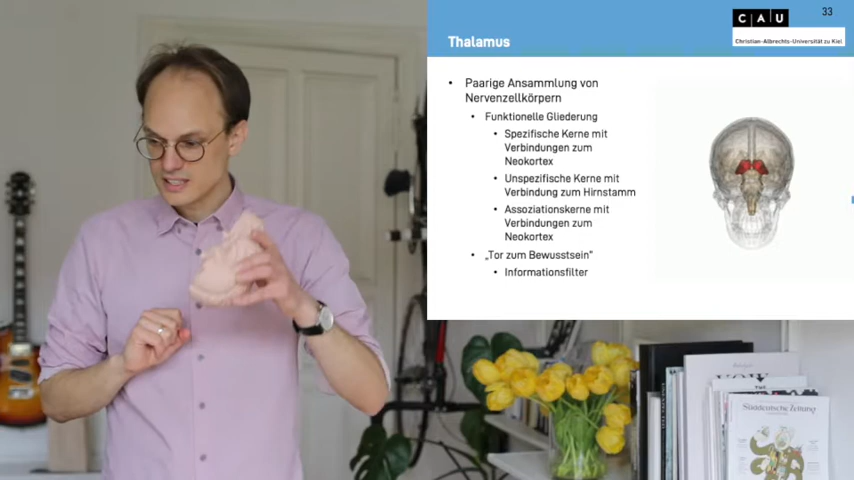 33
C A U
Christian-Albrechts-Universität zu Kiel
Thalamus
Paarige Ansammlung von
Nervenzellkörpern
Funktionelle Gliederung
Spezifische Kerne mit
Verbindungen zum
Neokortex
Unspezifische Kerne mit
Verbindung zum Hirnstamm
Assoziationskerne mit
Verbindungen zum
Neokortex
„Tor zum Bewusstsein"
Informationsfilter
Süddeutsche Zeitung